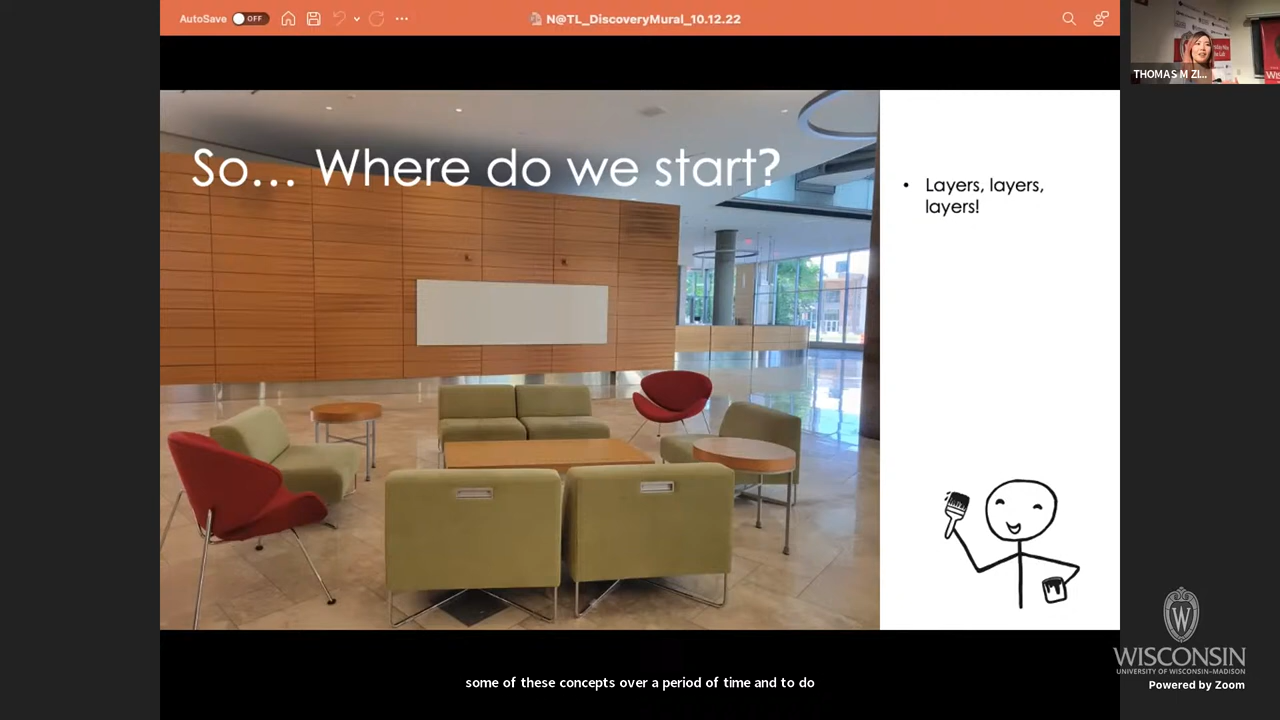 AutoSave OFF
N@TL_DiscoveryMural_10.12.22
THOMAS M ZI...
So... Where do we start?
• Layers, layers,
layers!
W
WISCONSIN
UNIVERSITY OF WISCONSIN–MADISON
Powered by Zoom
some of these concepts over a period of time and to do